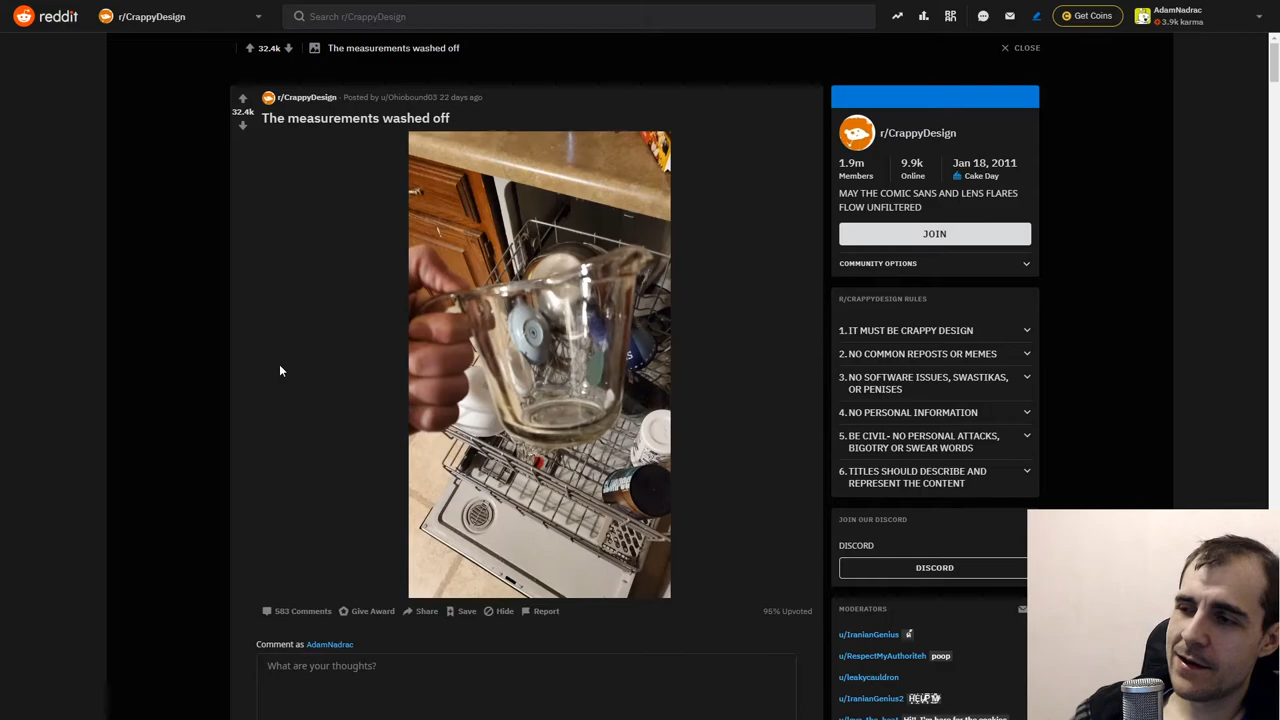 reddit
r/CrappyDesign
Search r/CrappyDesign
Get Coins
AdamNadrac
3.9k karma
32.4k
The measurements washed off
CLOSE
r/CrappyDesign · Posted by u/Ohiobound03 22 days ago
32.4k
The measurements washed off
583 Comments
Give Award
Share
Save
Hide
Report
95% Upvoted
Comment as AdamNadrac
What are your thoughts?
r/CrappyDesign
1.9m
Members
9.9k
Online
Jan 18, 2011
Cake Day
MAY THE COMIC SANS AND LENS FLARES
FLOW UNFILTERED
JOIN
COMMUNITY OPTIONS
R/CRAPPYDESIGN RULES
1. IT MUST BE CRAPPY DESIGN
2. NO COMMON REPOSTS OR MEMES
3. NO SOFTWARE ISSUES, SWASTIKAS,
OR PENISES
4. NO PERSONAL INFORMATION
5. BE CIVIL- NO PERSONAL ATTACKS,
BIGOTRY OR SWEAR WORDS
6. TITLES SHOULD DESCRIBE AND
REPRESENT THE CONTENT
JOIN OUR DISCORD
DISCORD
DISCORD
MODERATORS
u/IranianGenius
u/RespectMyAuthoriteh poop
u/leakycauldron
u/IranianGenius2